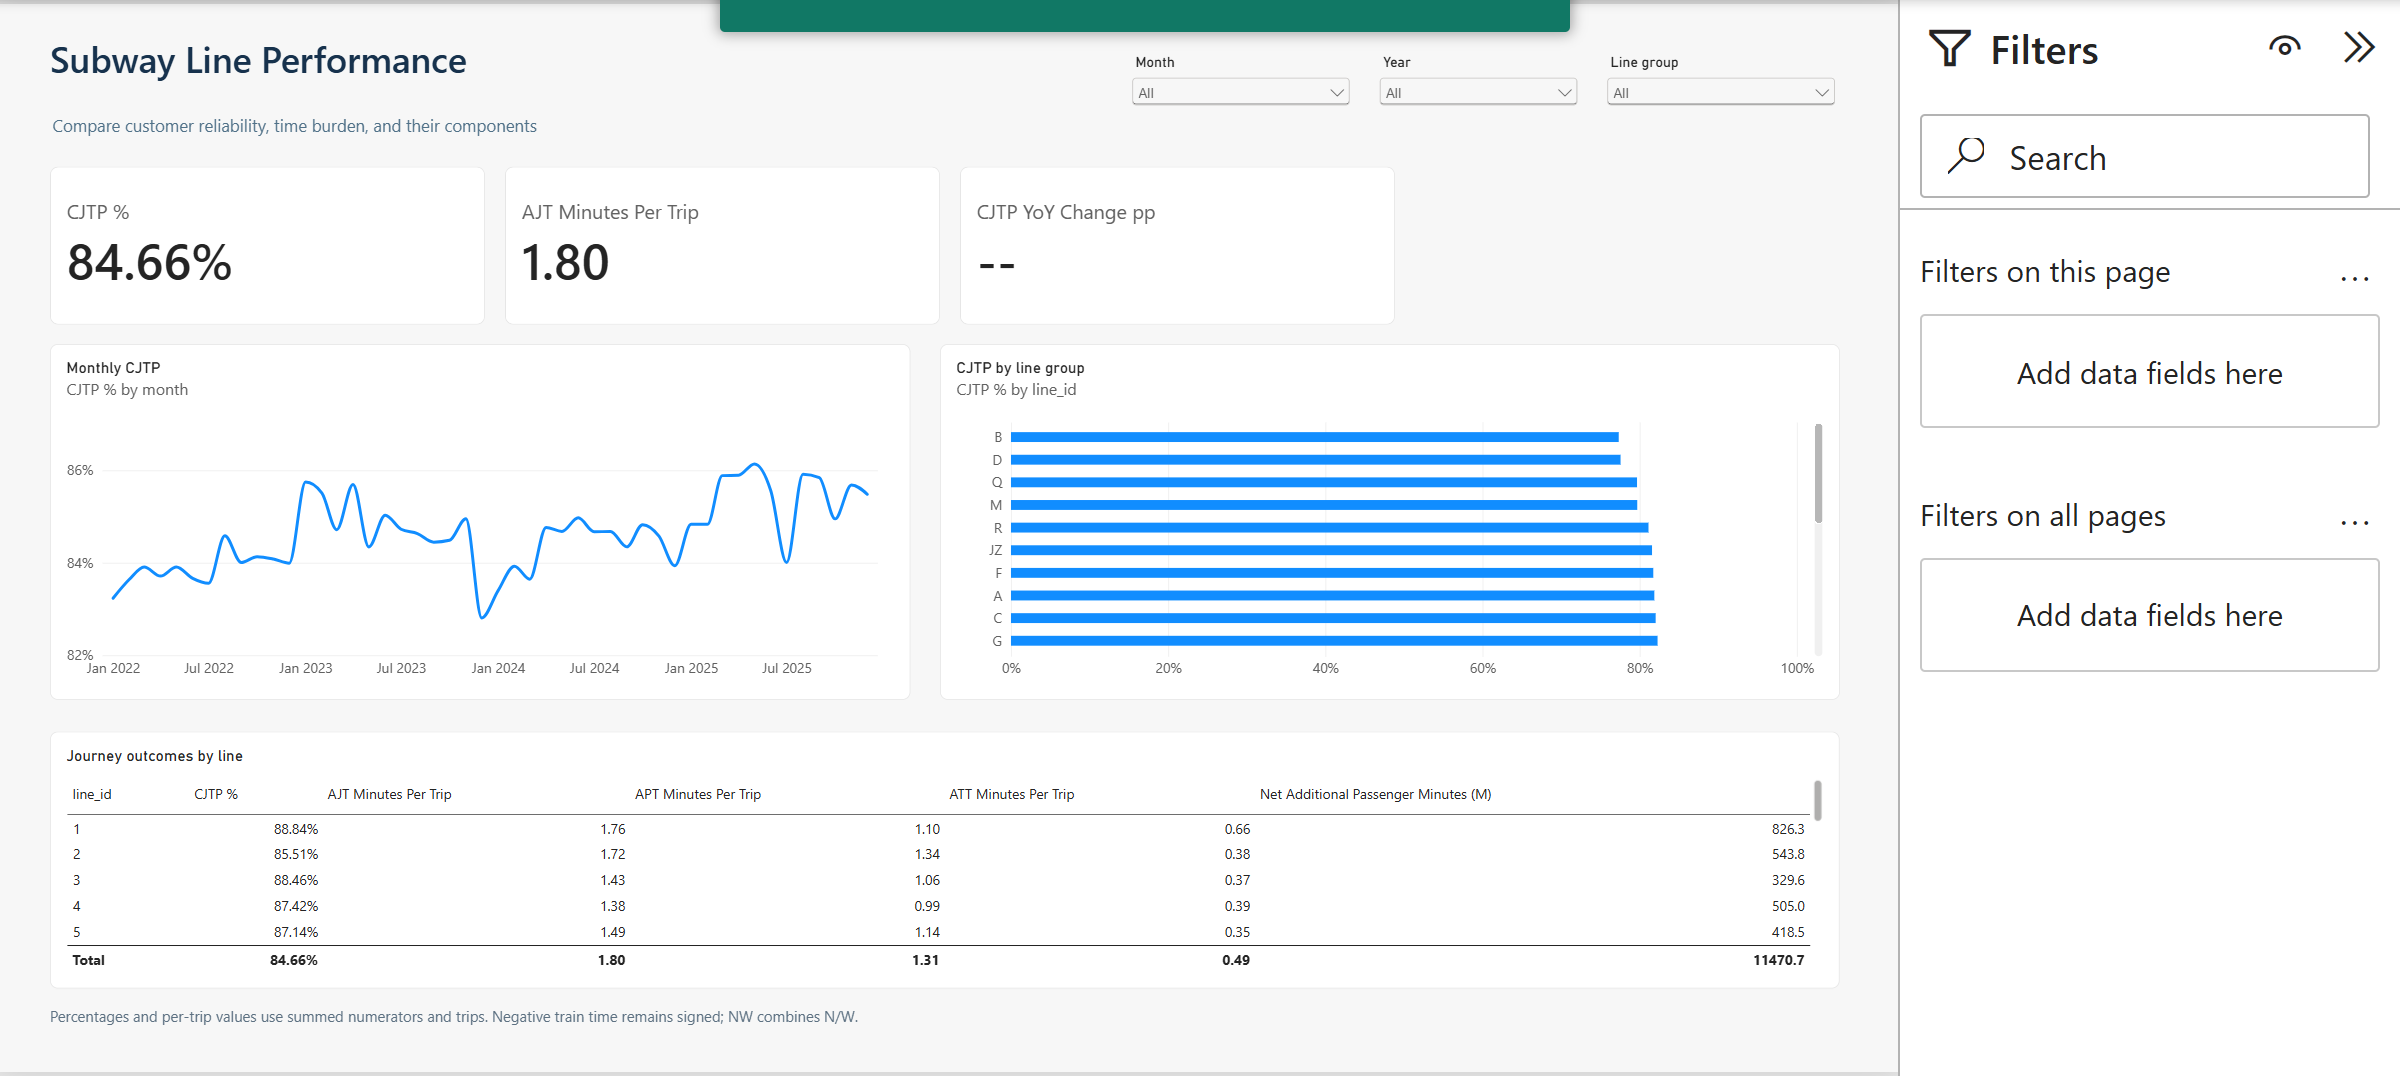 Subway Line Performance
Compare customer reliability, time burden, and their components
Month
All
Year
All
Line group
All
CJTP %
84.66%
AJT Minutes Per Trip
1.80
CJTP YoY Change pp
--
Monthly CJTP
CJTP % by month
86%
84%
82%
Jan 2022 Jul 2022 Jan 2023 Jul 2023 Jan 2024 Jul 2024 Jan 2025 Jul 2025
CJTP by line group
CJTP % by line_id
B
D
Q
M
R
JZ
F
A
C
G
0% 20% 40% 60% 80% 100%
Journey outcomes by line
line_id CJTP % AJT Minutes Per Trip APT Minutes Per Trip ATT Minutes Per Trip Net Additional Passenger Minutes (M)
1 88.84% 1.76 1.10 0.66 826.3
2 85.51% 1.72 1.34 0.38 543.8
3 88.46% 1.43 1.06 0.37 329.6
4 87.42% 1.38 0.99 0.39 505.0
5 87.14% 1.49 1.14 0.35 418.5
Total 84.66% 1.80 1.31 0.49 11470.7
Percentages and per-trip values use summed numerators and trips. Negative train time remains signed; NW combines N/W.
Filters
Search
Filters on this page
...
Add data fields here
Filters on all pages
...
Add data fields here